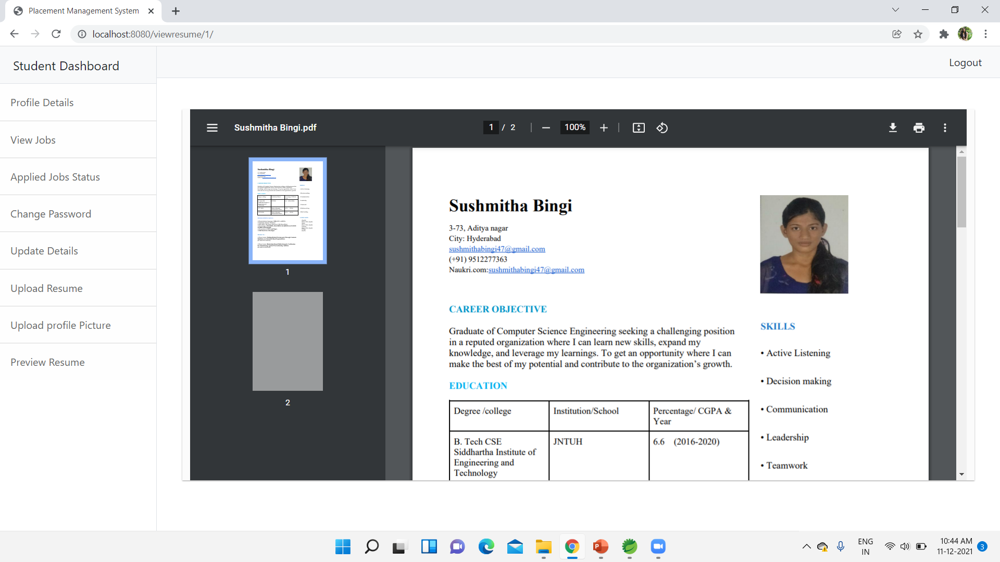 Placement Management System
localhost:8080/viewresume/1/
Student Dashboard
Logout
Profile Details
View Jobs
Applied Jobs Status
Change Password
Update Details
Upload Resume
Upload profile Picture
Preview Resume
Sushmitha Bingi.pdf
1 / 2
100%
1
2
Sushmitha Bingi
3-73, Aditya nagar
City: Hyderabad
sushmithabingi47@gmail.com
(+91) 9512277363
Naukri.com:sushmithabingi47@gmail.com
CAREER OBJECTIVE
Graduate of Computer Science Engineering seeking a challenging position
in a reputed organization where I can learn new skills, expand my
knowledge, and leverage my learnings. To get an opportunity where I can
make the best of my potential and contribute to the organization’s growth.
EDUCATION
Degree /college
Institution/School
Percentage/ CGPA &
Year
B. Tech CSE
Siddhartha Institute of
Engineering and
Technology
JNTUH
6.6 (2016-2020)
SKILLS
• Active Listening
• Decision making
• Communication
• Leadership
• Teamwork
ENG
IN
10:44 AM
11-12-2021
3